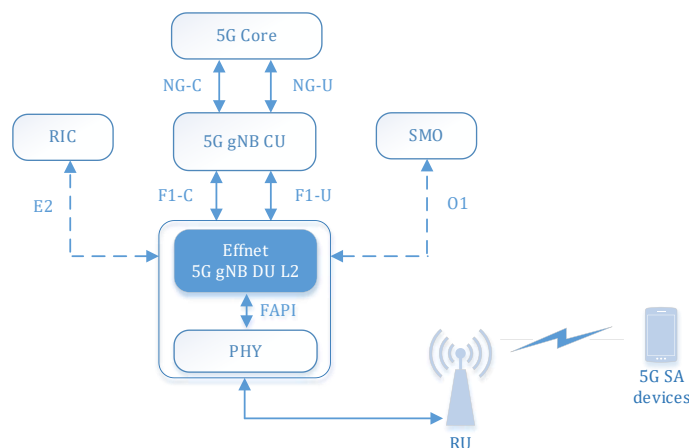 5G Core
NG-C
NG-U
RIC
5G gNB CU
SMO
E2
F1-C
F1-U
O1
Effnet
5G gNB DU L2
FAPI
PHY
5G SA
devices
RU